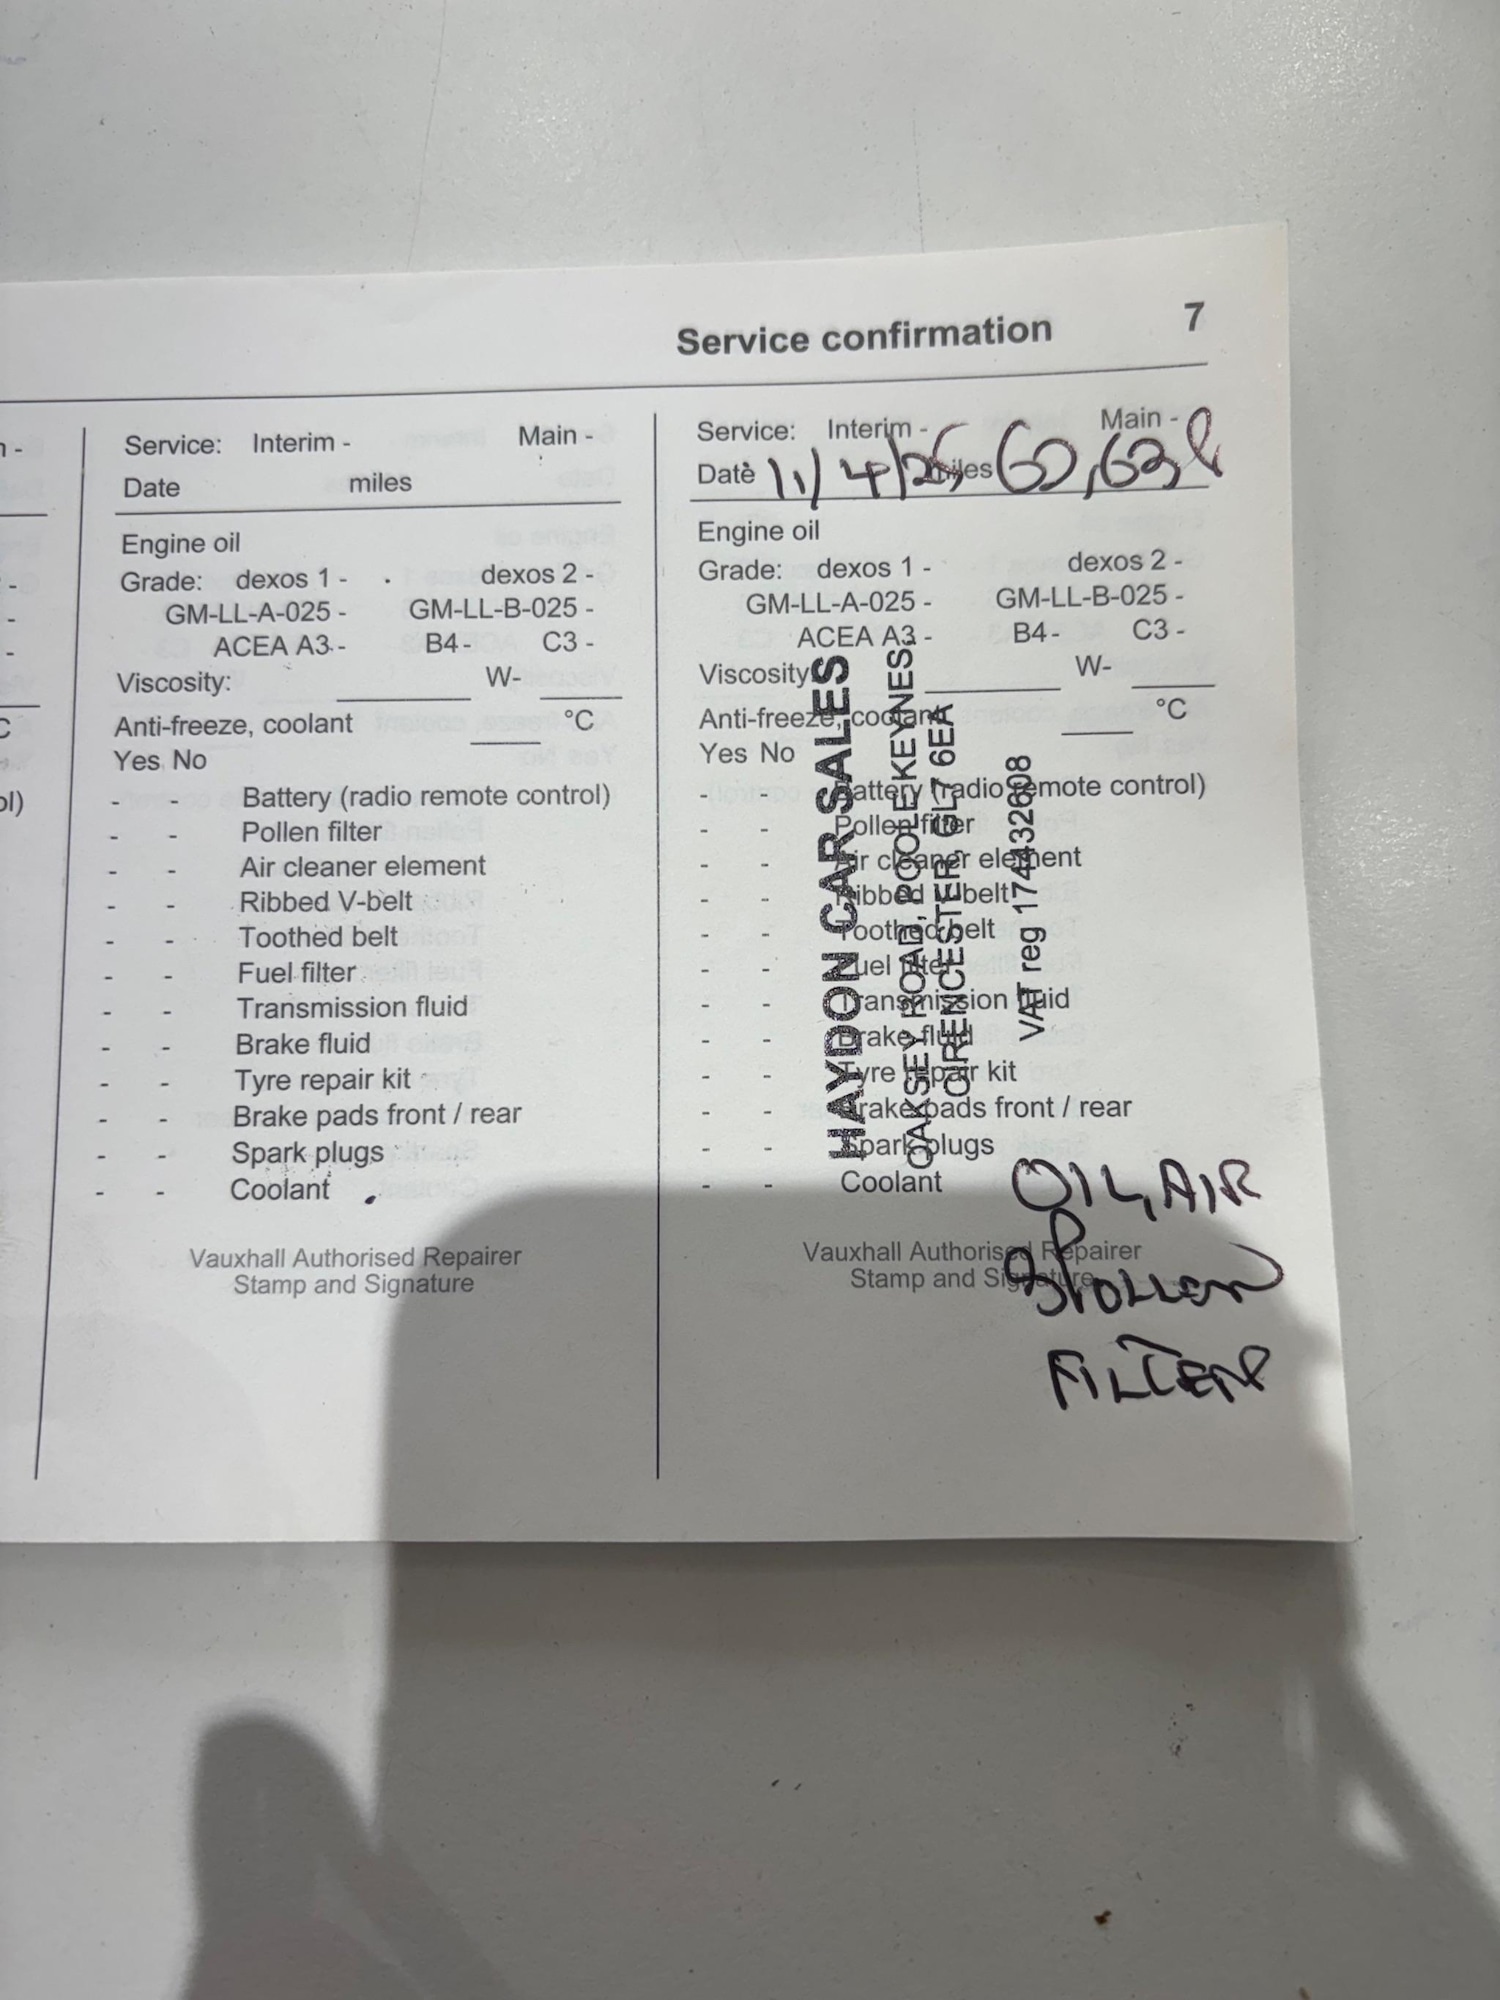 Service confirmation 7
-
-
-
-
C
ol)
Service: Interim - Main -
Date miles
Engine oil
Grade: dexos 1 - dexos 2 -
GM-LL-A-025 - GM-LL-B-025 -
ACEA A3 - B4 - C3 -
Viscosity: W-
Anti-freeze, coolant °C
Yes No
- - Battery (radio remote control)
- - Pollen filter
- - Air cleaner element
- - Ribbed V-belt
- - Toothed belt
- - Fuel filter
- - Transmission fluid
- - Brake fluid
- - Tyre repair kit
- - Brake pads front / rear
- - Spark plugs
- - Coolant
Vauxhall Authorised Repairer
Stamp and Signature
Service: Interim - Main -
Date 11/4/25, miles
Engine oil
Grade: dexos 1 - dexos 2 -
GM-LL-A-025 - GM-LL-B-025 -
ACEA A3 - B4 - C3 -
Viscosity: W-
Anti-freeze, coolant °C
Yes No
- - Battery (radio remote control)
- - Pollen filter
- - Air cleaner element
- - Ribbed V-belt
- - Toothed belt
- - Fuel filter
- - Transmission fluid
- - Brake fluid
- - Tyre repair kit
- - Brake pads front / rear
- - Spark plugs
- - Coolant
Vauxhall Authorised Repairer
Stamp and Signature
HAYDON CAR SALES
OAKSEY ROAD, POOLE KEYNES
CIRENCESTER, GL7 6EA
VAT reg 174432608
OIL, AIR
& POLLEN
FILTER